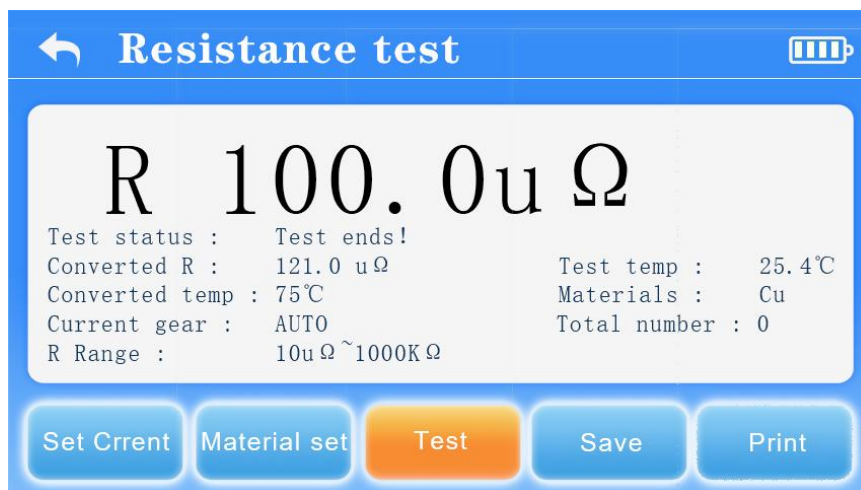 Resistance test
R 100.0uΩ
Test status : Test ends!
Converted R : 121.0 uΩ Test temp : 25.4℃
Converted temp : 75℃ Materials : Cu
Current gear : AUTO Total number : 0
R Range : 10uΩ~1000KΩ
Set Crrent Material set Test Save Print